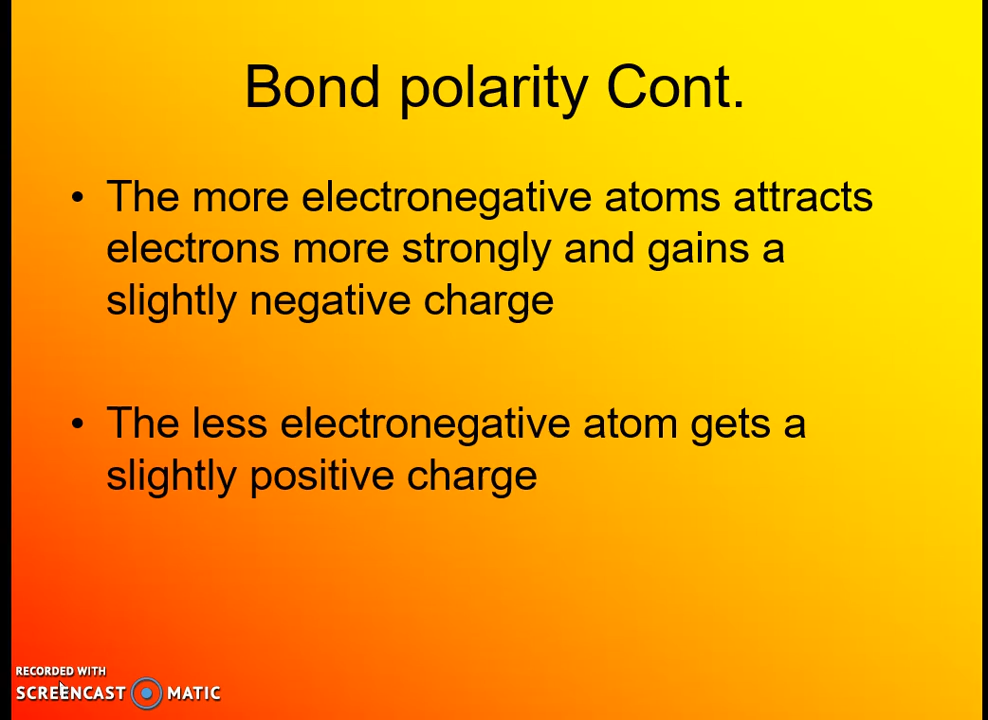 Bond polarity Cont.
• The more electronegative atoms attracts
electrons more strongly and gains a
slightly negative charge
• The less electronegative atom gets a
slightly positive charge
RECORDED WITH
SCREENCAST MATIC